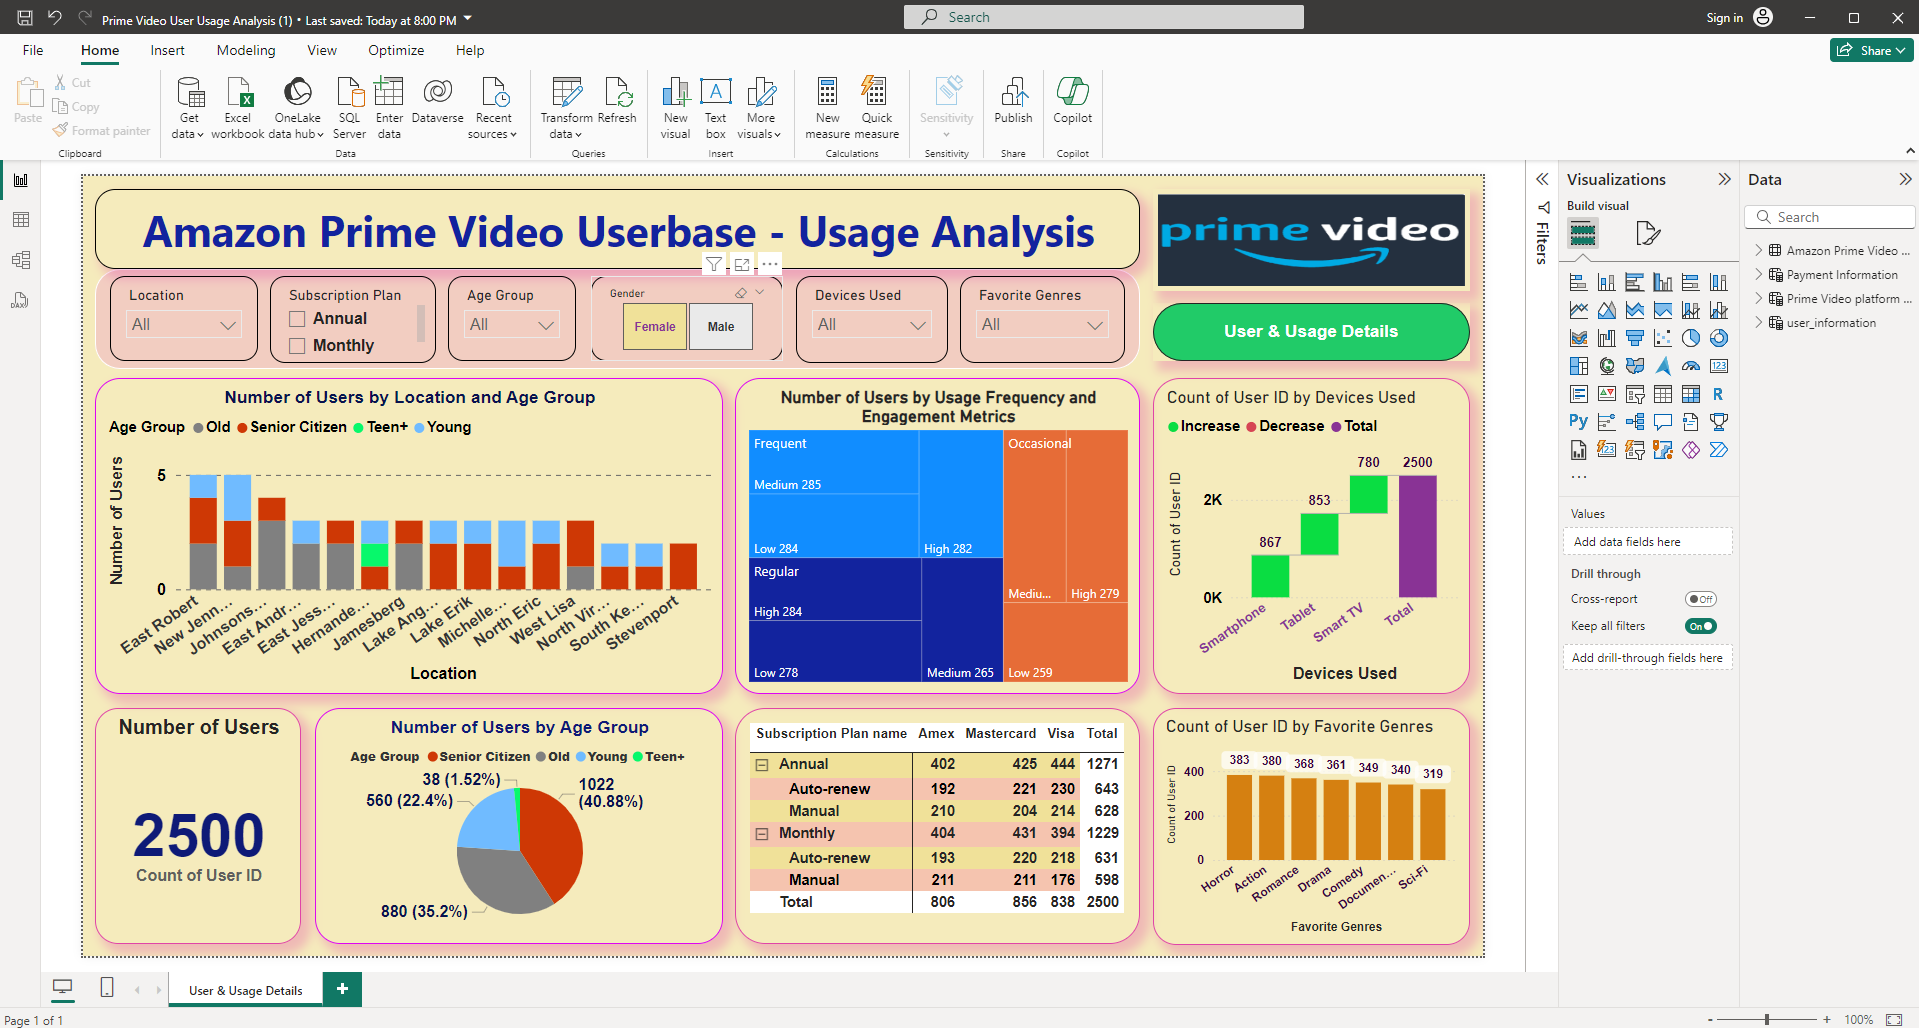 Prime Video User Usage Analysis (1) • Last saved: Today at 8:00 PM
Search
Sign in
File Home Insert Modeling View Optimize Help
Share
Paste
Cut
Copy
Format painter
Clipboard
Get data
Excel workbook
OneLake data hub
SQL Server
Enter data
Dataverse
Recent sources
Data
Transform data
Refresh
Queries
New visual
Text box
More visuals
Insert
New measure
Quick measure
Calculations
Sensitivity
Sensitivity
Publish
Share
Copilot
Copilot
Amazon Prime Video Userbase - Usage Analysis
prime video
Location
All
Subscription Plan
Annual
Monthly
Age Group
All
Gender
Female
Male
Devices Used
All
Favorite Genres
All
User & Usage Details
Number of Users by Location and Age Group
Age Group Old Senior Citizen Teen+ Young
Number of Users
5
0
East Robert
New Jenn...
Johnsons...
East Andr...
East Jess...
Hernande...
Jamesberg
Lake Ang...
Lake Erik
Michelle...
North Eric
West Lisa
North Vir...
South Ke...
Stevenport
Location
Number of Users by Usage Frequency and
Engagement Metrics
Frequent
Medium 285
Low 284
High 282
Regular
High 284
Low 278
Medium 265
Occasional
Mediu...
High 279
Low 259
Count of User ID by Devices Used
Increase Decrease Total
Count of User ID
2K
0K
867
853
780
2500
Smartphone
Tablet
Smart TV
Total
Devices Used
Number of Users
2500
Count of User ID
Number of Users by Age Group
Age Group Senior Citizen Old Young Teen+
38 (1.52%)
560 (22.4%)
1022
(40.88%)
880 (35.2%)
Subscription Plan name Amex Mastercard Visa Total
Annual 402 425 444 1271
Auto-renew 192 221 230 643
Manual 210 204 214 628
Monthly 404 431 394 1229
Auto-renew 193 220 218 631
Manual 211 211 176 598
Total 806 856 838 2500
Count of User ID by Favorite Genres
Count of User ID
400
200
0
383 380 368 361 349 340 319
Horror
Action
Romance
Drama
Comedy
Documen...
Sci-Fi
Favorite Genres
Filters
Visualizations
Build visual
R
Py
123
123
...
Values
Add data fields here
Drill through
Cross-report
Off
Keep all filters
On
Add drill-through fields here
Data
Search
Amazon Prime Video ...
Payment Information
Prime Video platform ...
user_information
DAX
User & Usage Details
+
Page 1 of 1
- + 100%